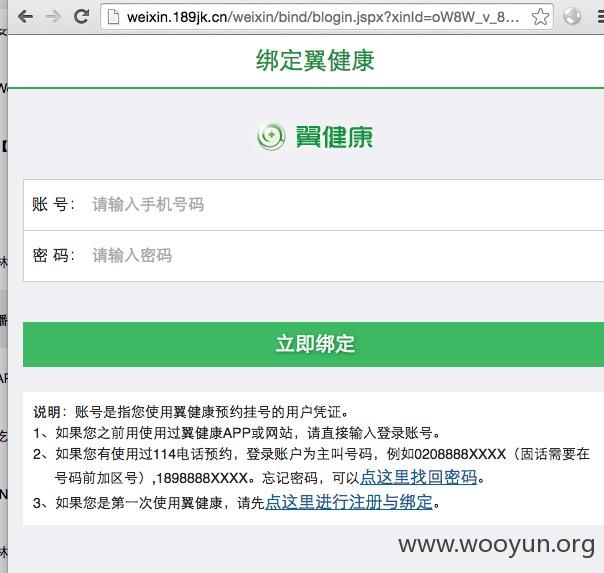 weixin.189jk.cn/weixin/bind/blogin.jspx?xinId=oW8W_v_8...
绑定翼健康
翼健康
账 号： 请输入手机号码
密 码： 请输入密码
立即绑定
说明：账号是指您使用翼健康预约挂号的用户凭证。
1、如果您之前用使用过翼健康APP或网站，请直接输入登录账号。
2、如果您有使用过114电话预约，登录账户为主叫号码，例如0208888XXXX（固话需要在
号码前加区号）,1898888XXXX。忘记密码，可以点这里找回密码。
3、如果您是第一次使用翼健康，请先点这里进行注册与绑定。
www.wooyun.org